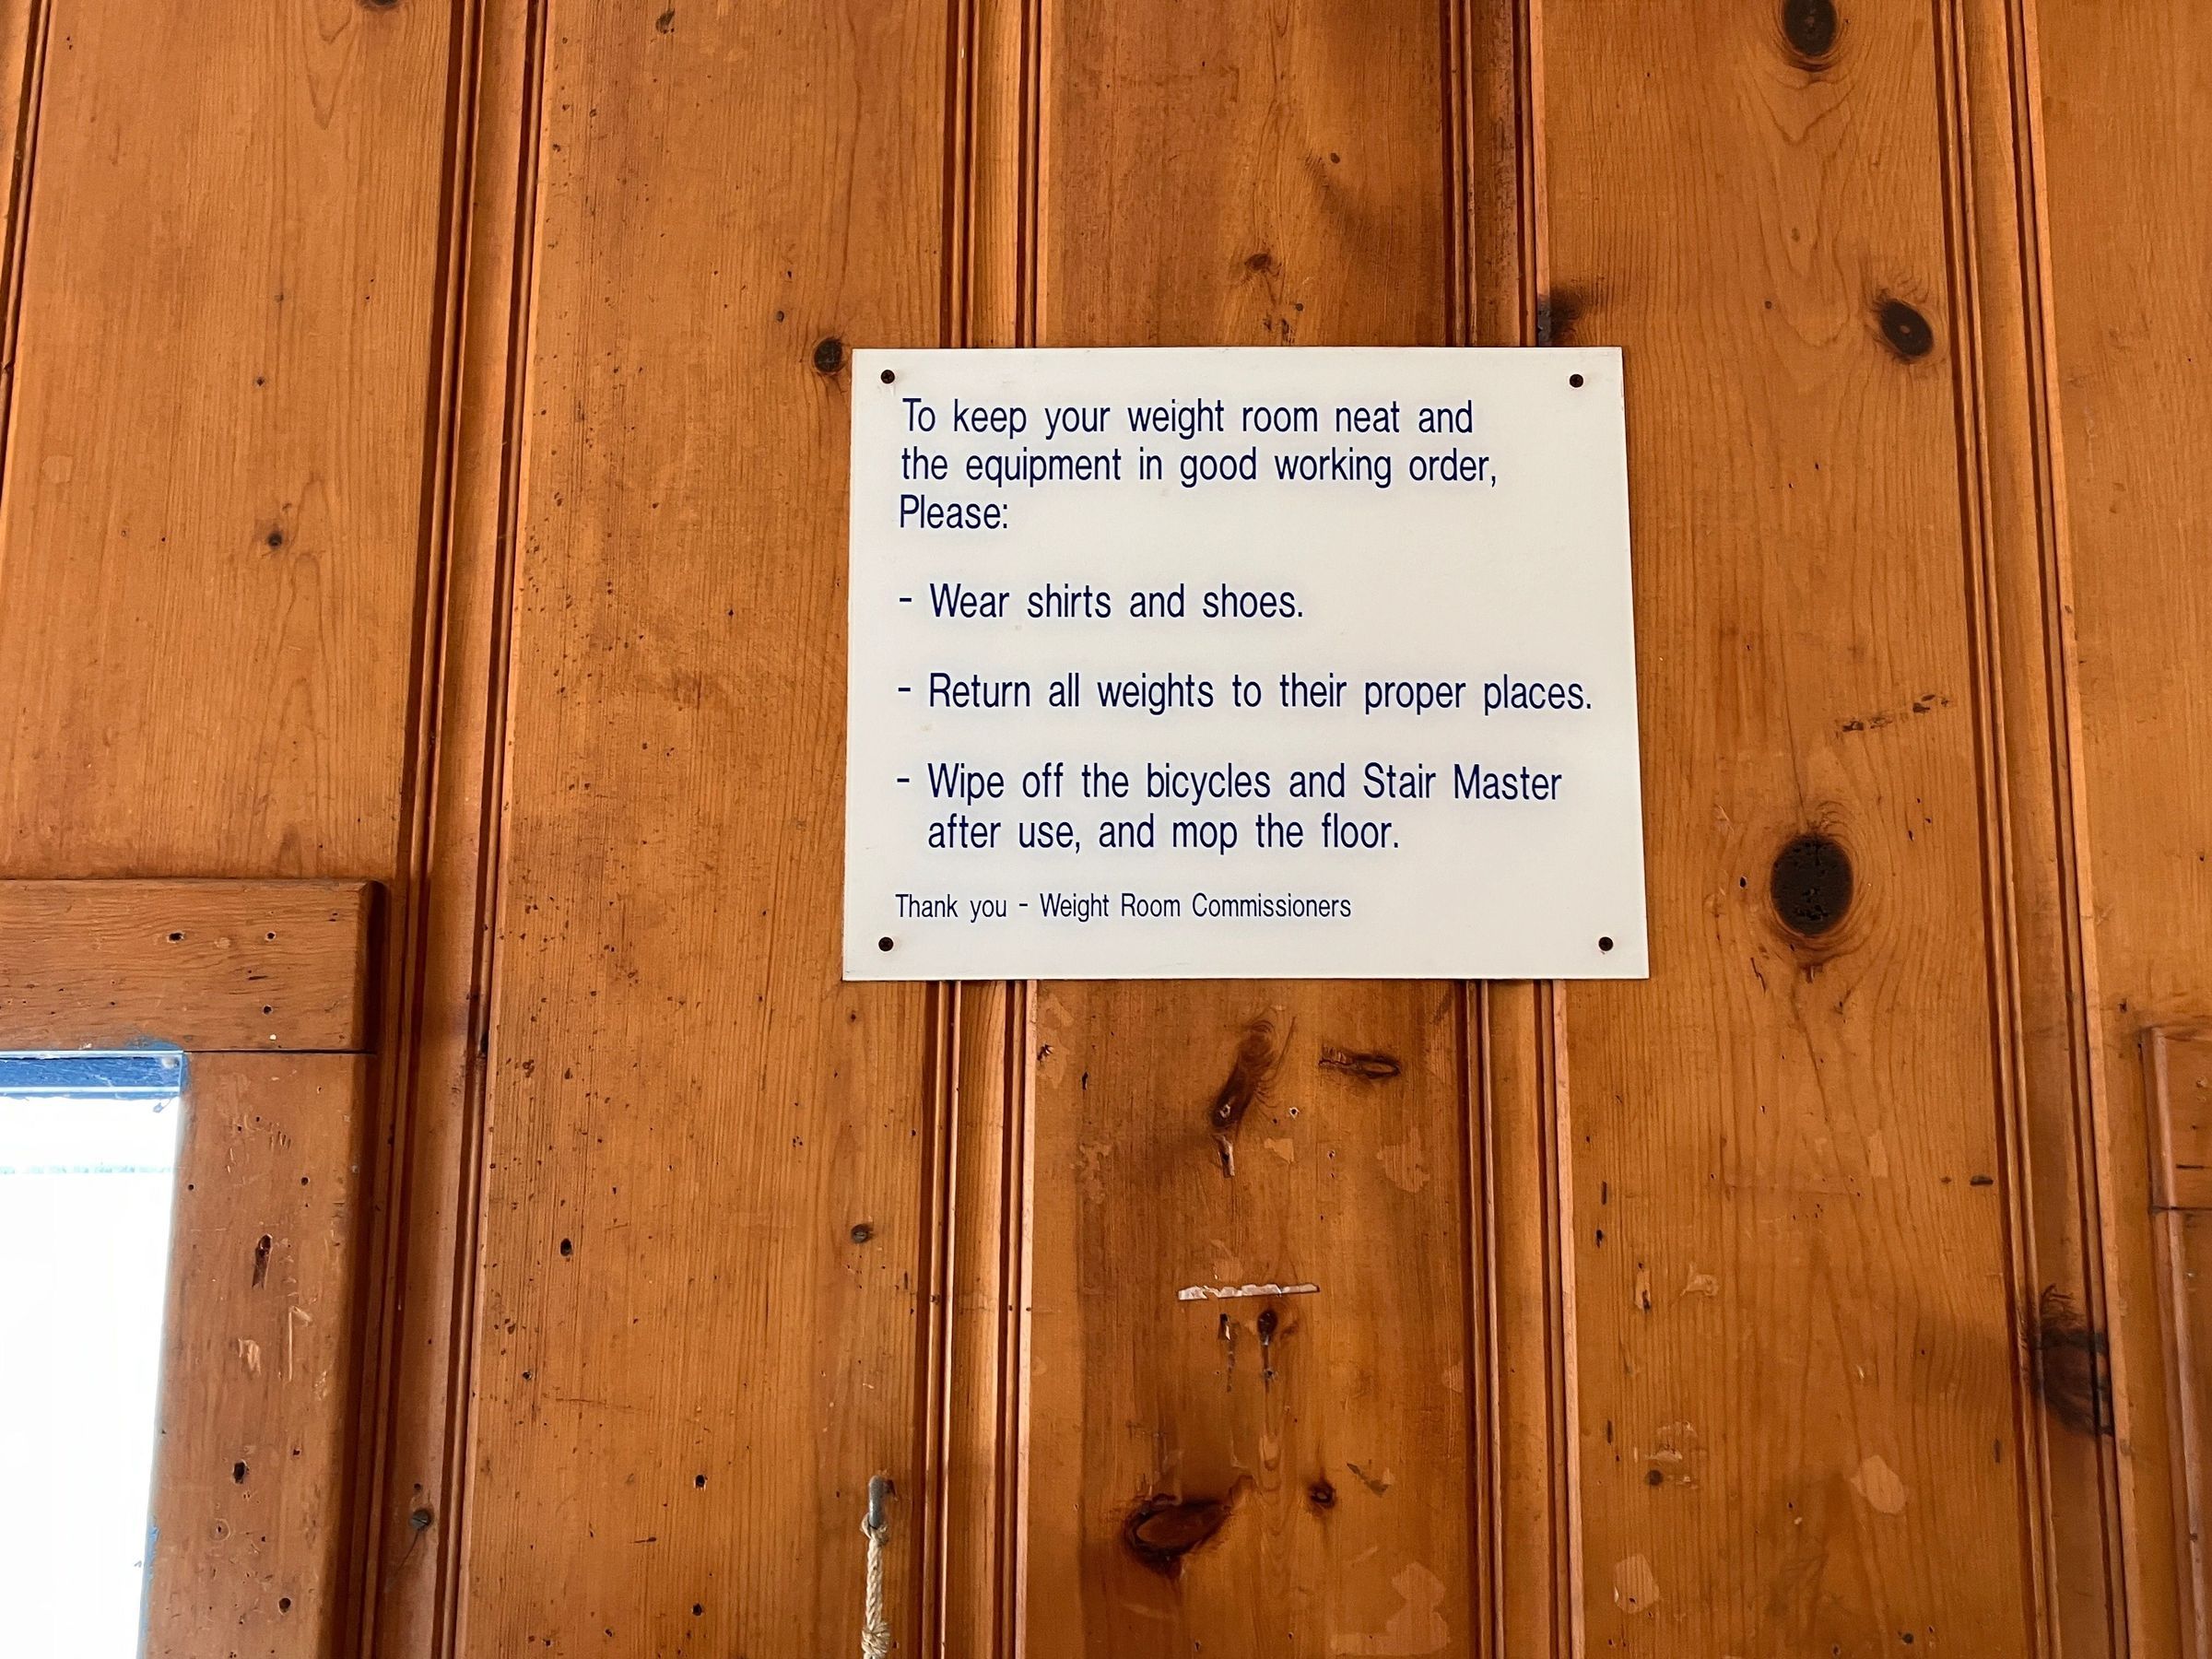 To keep your weight room neat and
the equipment in good working order,
Please:
- Wear shirts and shoes.
- Return all weights to their proper places.
- Wipe off the bicycles and Stair Master
after use, and mop the floor.
Thank you - Weight Room Commissioners